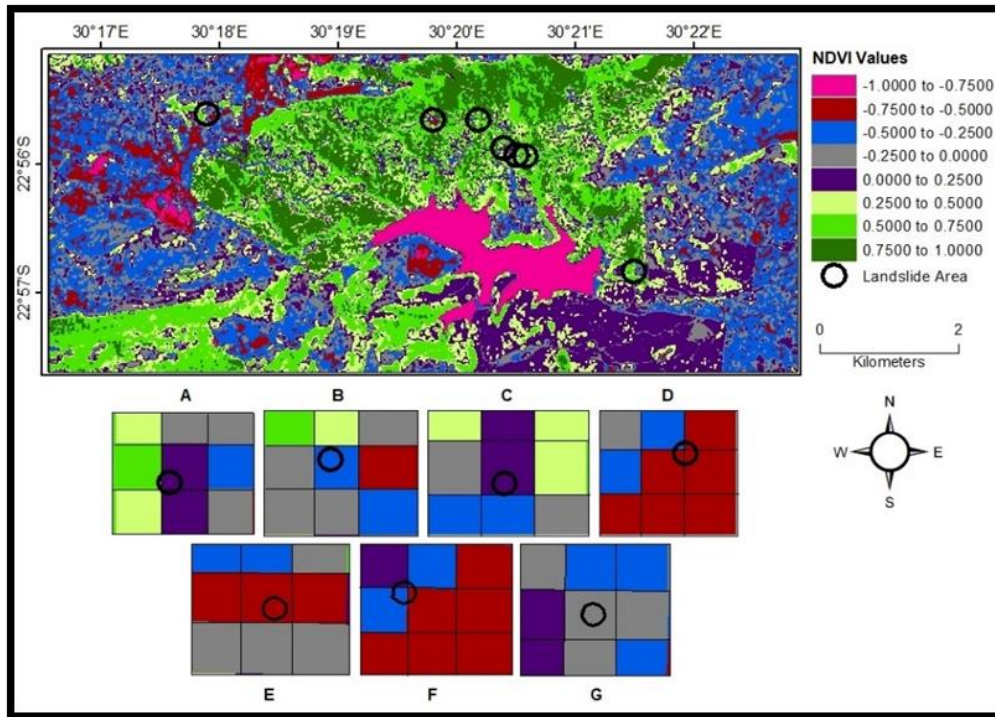 30°17'E 30°18'E 30°19'E 30°20'E 30°21'E 30°22'E
22°56'S
22°57'S
NDVI Values
-1.0000 to -0.7500
-0.7500 to -0.5000
-0.5000 to -0.2500
-0.2500 to 0.0000
0.0000 to 0.2500
0.2500 to 0.5000
0.5000 to 0.7500
0.7500 to 1.0000
Landslide Area
0 2
Kilometers
N
W E
S
A B C D
E F G